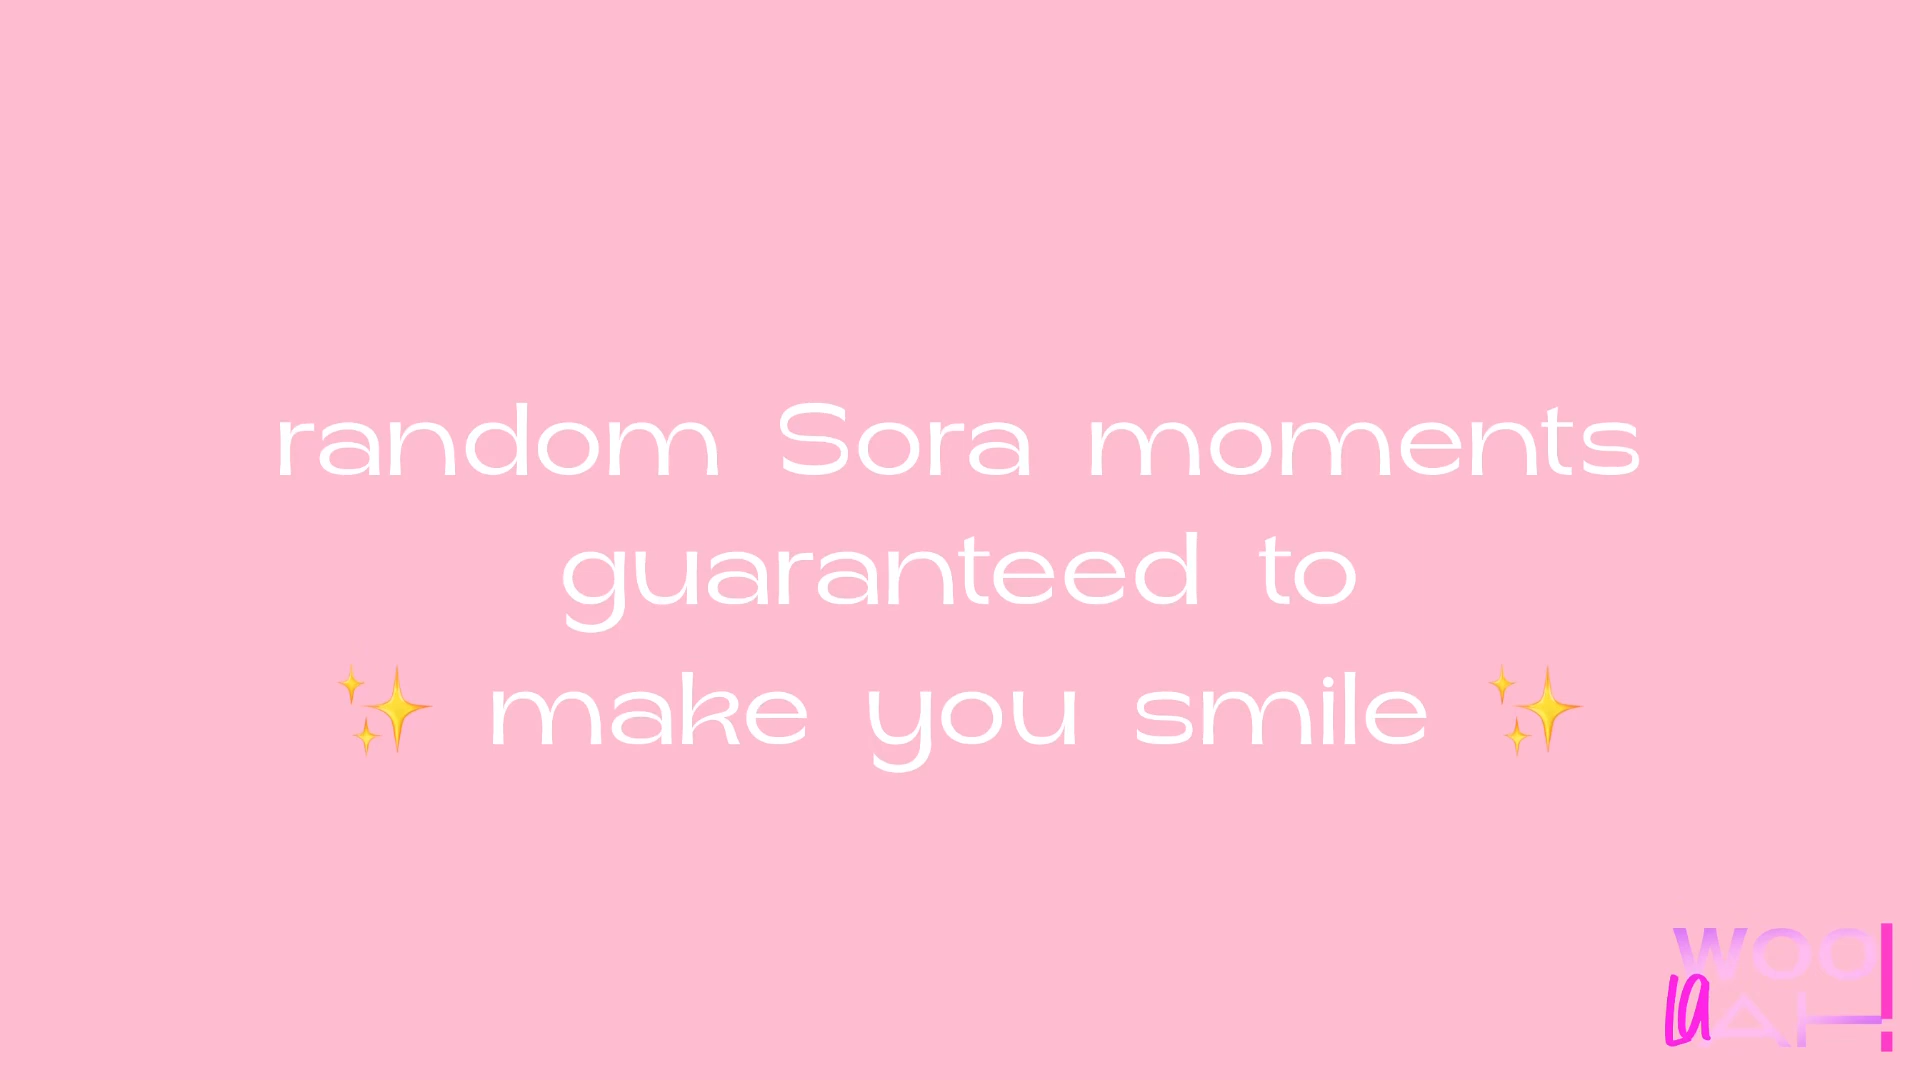 random Sora moments
guaranteed to
✨ make you smile ✨
WOO
la AH!